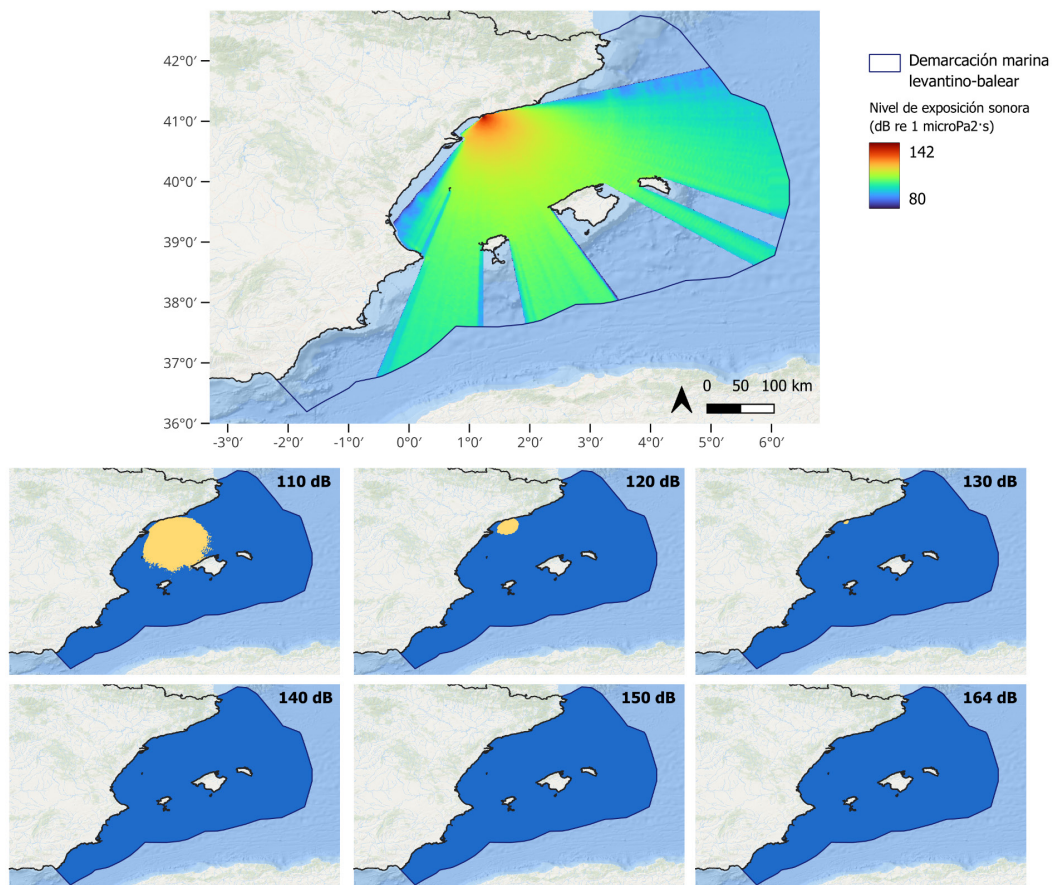 42°0′
41°0′
40°0′
39°0′
38°0′
37°0′
36°0′
-3°0′ -2°0′ -1°0′ 0°0′ 1°0′ 2°0′ 3°0′ 4°0′ 5°0′ 6°0′
0 50 100 km
Demarcación marina
levantino-balear
Nivel de exposición sonora
(dB re 1 microPa2·s)
142
80
110 dB
120 dB
130 dB
140 dB
150 dB
164 dB